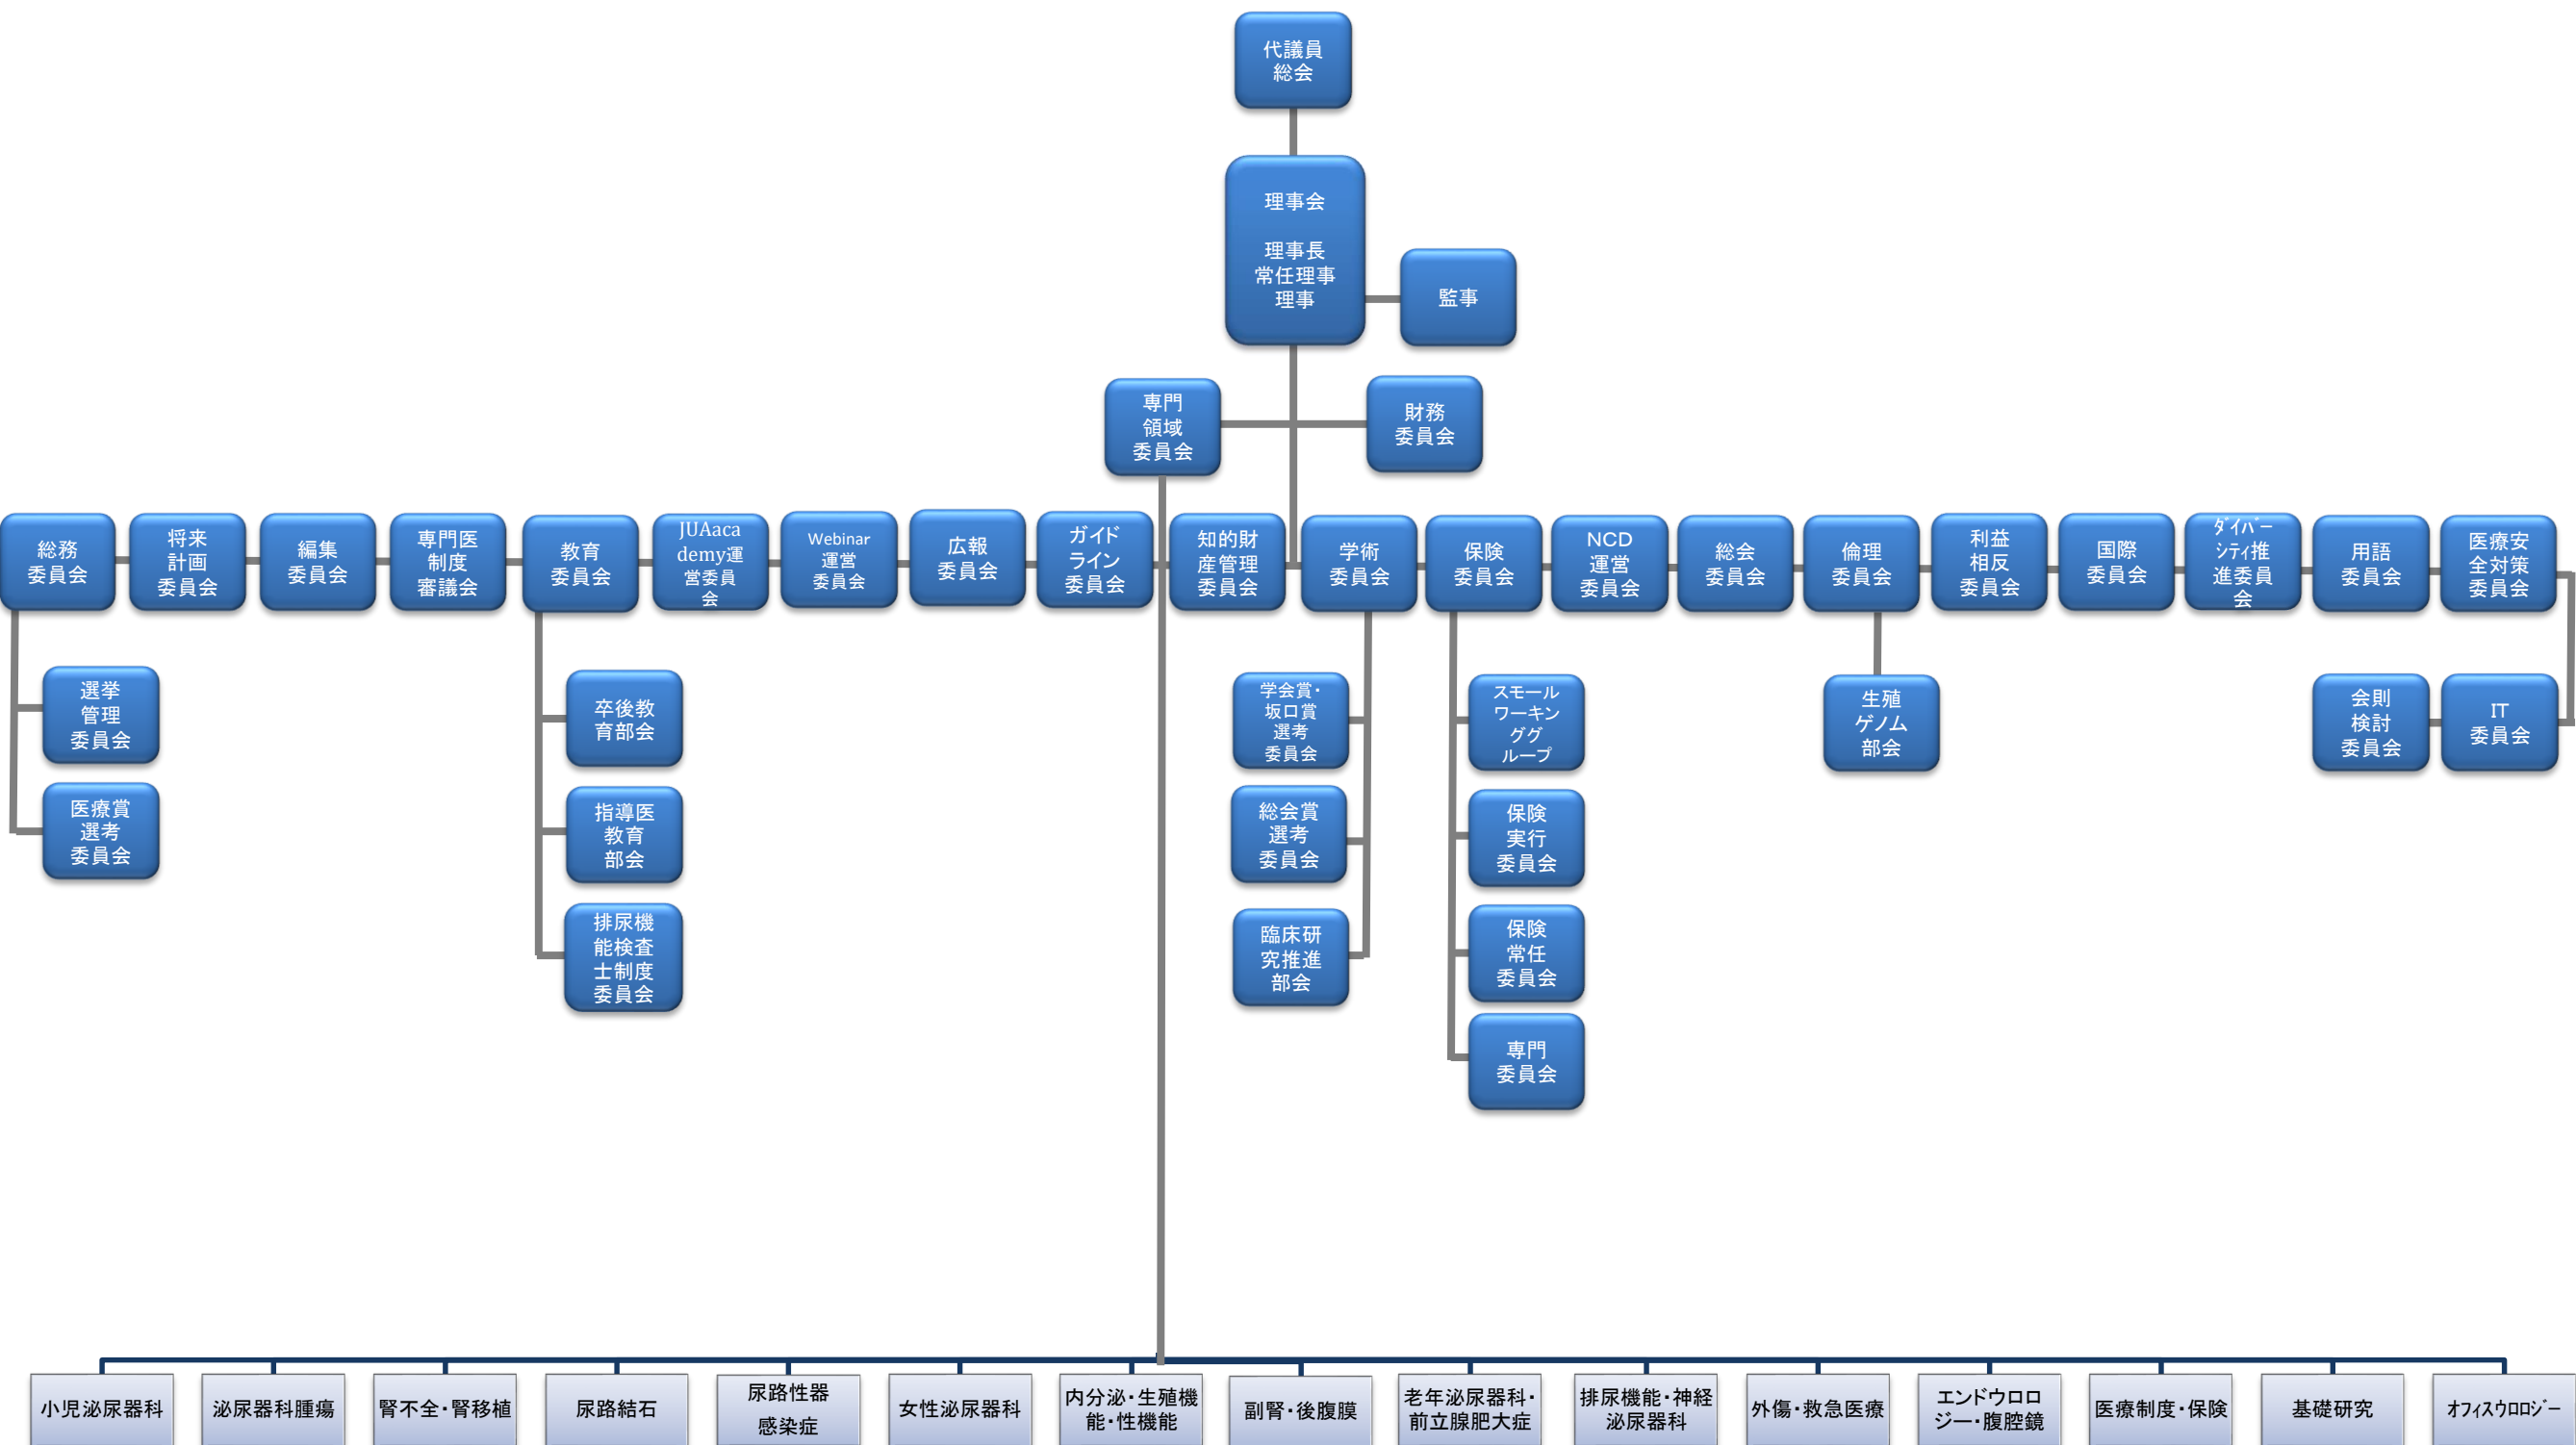 代議員
総会
理事会
理事長
常任理事
理事
監事
専門
領域
委員会
財務
委員会
総務
委員会
将来
計画
委員会
編集
委員会
専門医
制度
審議会
教育
委員会
JUAaca
demy運
営委員
会
Webinar
運営
委員会
広報
委員会
ガイド
ライン
委員会
知的財
産管理
委員会
学術
委員会
保険
委員会
NCD
運営
委員会
総会
委員会
倫理
委員会
利益
相反
委員会
国際
委員会
ﾀﾞｲﾊﾞｰ
シティ推
進委員
会
用語
委員会
医療安
全対策
委員会
選挙
管理
委員会
医療賞
選考
委員会
卒後教
育部会
指導医
教育
部会
排尿機
能検査
士制度
委員会
学会賞・
坂口賞
選考
委員会
総会賞
選考
委員会
臨床研
究推進
部会
スモール
ワーキン
ググ
ループ
保険
実行
委員会
保険
常任
委員会
専門
委員会
生殖
ゲノム
部会
会則
検討
委員会
IT
委員会
小児泌尿器科
泌尿器科腫瘍
腎不全・腎移植
尿路結石
尿路性器
感染症
女性泌尿器科
内分泌・生殖機
能・性機能
副腎・後腹膜
老年泌尿器科・
前立腺肥大症
排尿機能・神経
泌尿器科
外傷・救急医療
エンドウロロ
ジー・腹腔鏡
医療制度・保険
基礎研究
ｵﾌｨｽｳﾛﾛｼﾞｰ